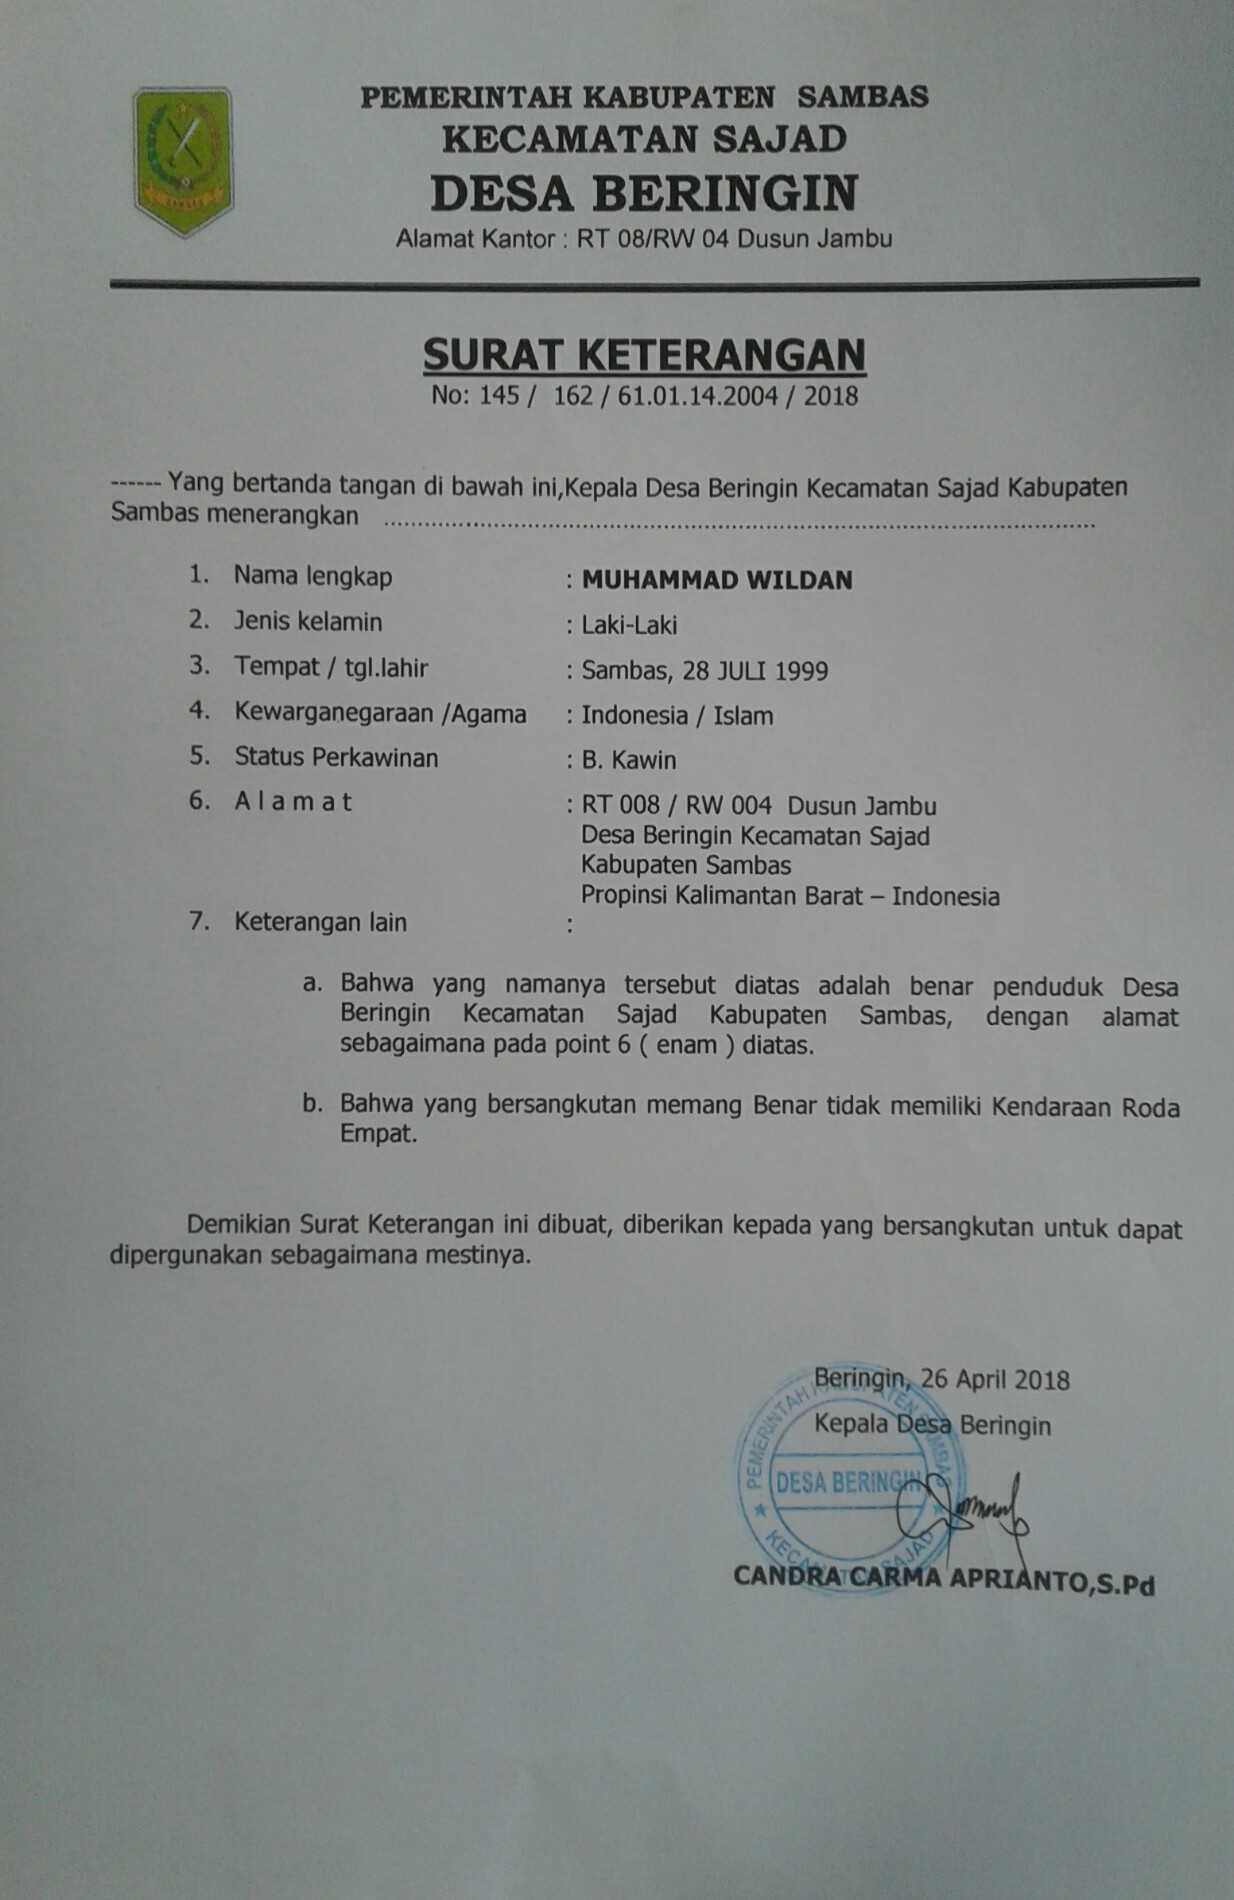 PEMERINTAH KABUPATEN SAMBAS
KECAMATAN SAJAD
DESA BERINGIN
Alamat Kantor : RT 08/RW 04 Dusun Jambu
SAMBAS
SURAT KETERANGAN
No: 145 / 162 / 61.01.14.2004 / 2018
------ Yang bertanda tangan di bawah ini,Kepala Desa Beringin Kecamatan Sajad Kabupaten
Sambas menerangkan ..........................................................................................................
1. Nama lengkap : MUHAMMAD WILDAN
2. Jenis kelamin : Laki-Laki
3. Tempat / tgl.lahir : Sambas, 28 JULI 1999
4. Kewarganegaraan /Agama : Indonesia / Islam
5. Status Perkawinan : B. Kawin
6. A l a m a t : RT 008 / RW 004 Dusun Jambu
Desa Beringin Kecamatan Sajad
Kabupaten Sambas
Propinsi Kalimantan Barat – Indonesia
7. Keterangan lain :
a. Bahwa yang namanya tersebut diatas adalah benar penduduk Desa
Beringin Kecamatan Sajad Kabupaten Sambas, dengan alamat
sebagaimana pada point 6 ( enam ) diatas.
b. Bahwa yang bersangkutan memang Benar tidak memiliki Kendaraan Roda
Empat.
Demikian Surat Keterangan ini dibuat, diberikan kepada yang bersangkutan untuk dapat
dipergunakan sebagaimana mestinya.
Beringin, 26 April 2018
Kepala Desa Beringin
PEMERINTAH KABUPATEN SAMBAS
DESA BERINGIN
KECAMATAN SAJAD
CANDRA CARMA APRIANTO,S.Pd